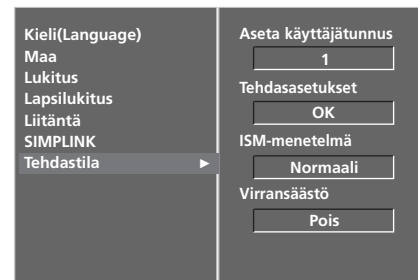 Kieli(Language)
Maa
Lukitus
Lapsilukitus
Liitäntä
SIMPLINK
Tehdastila ►
Aseta käyttäjätunnus
1
Tehdasasetukset
OK
ISM-menetelmä
Normaali
Virransäästö
Pois